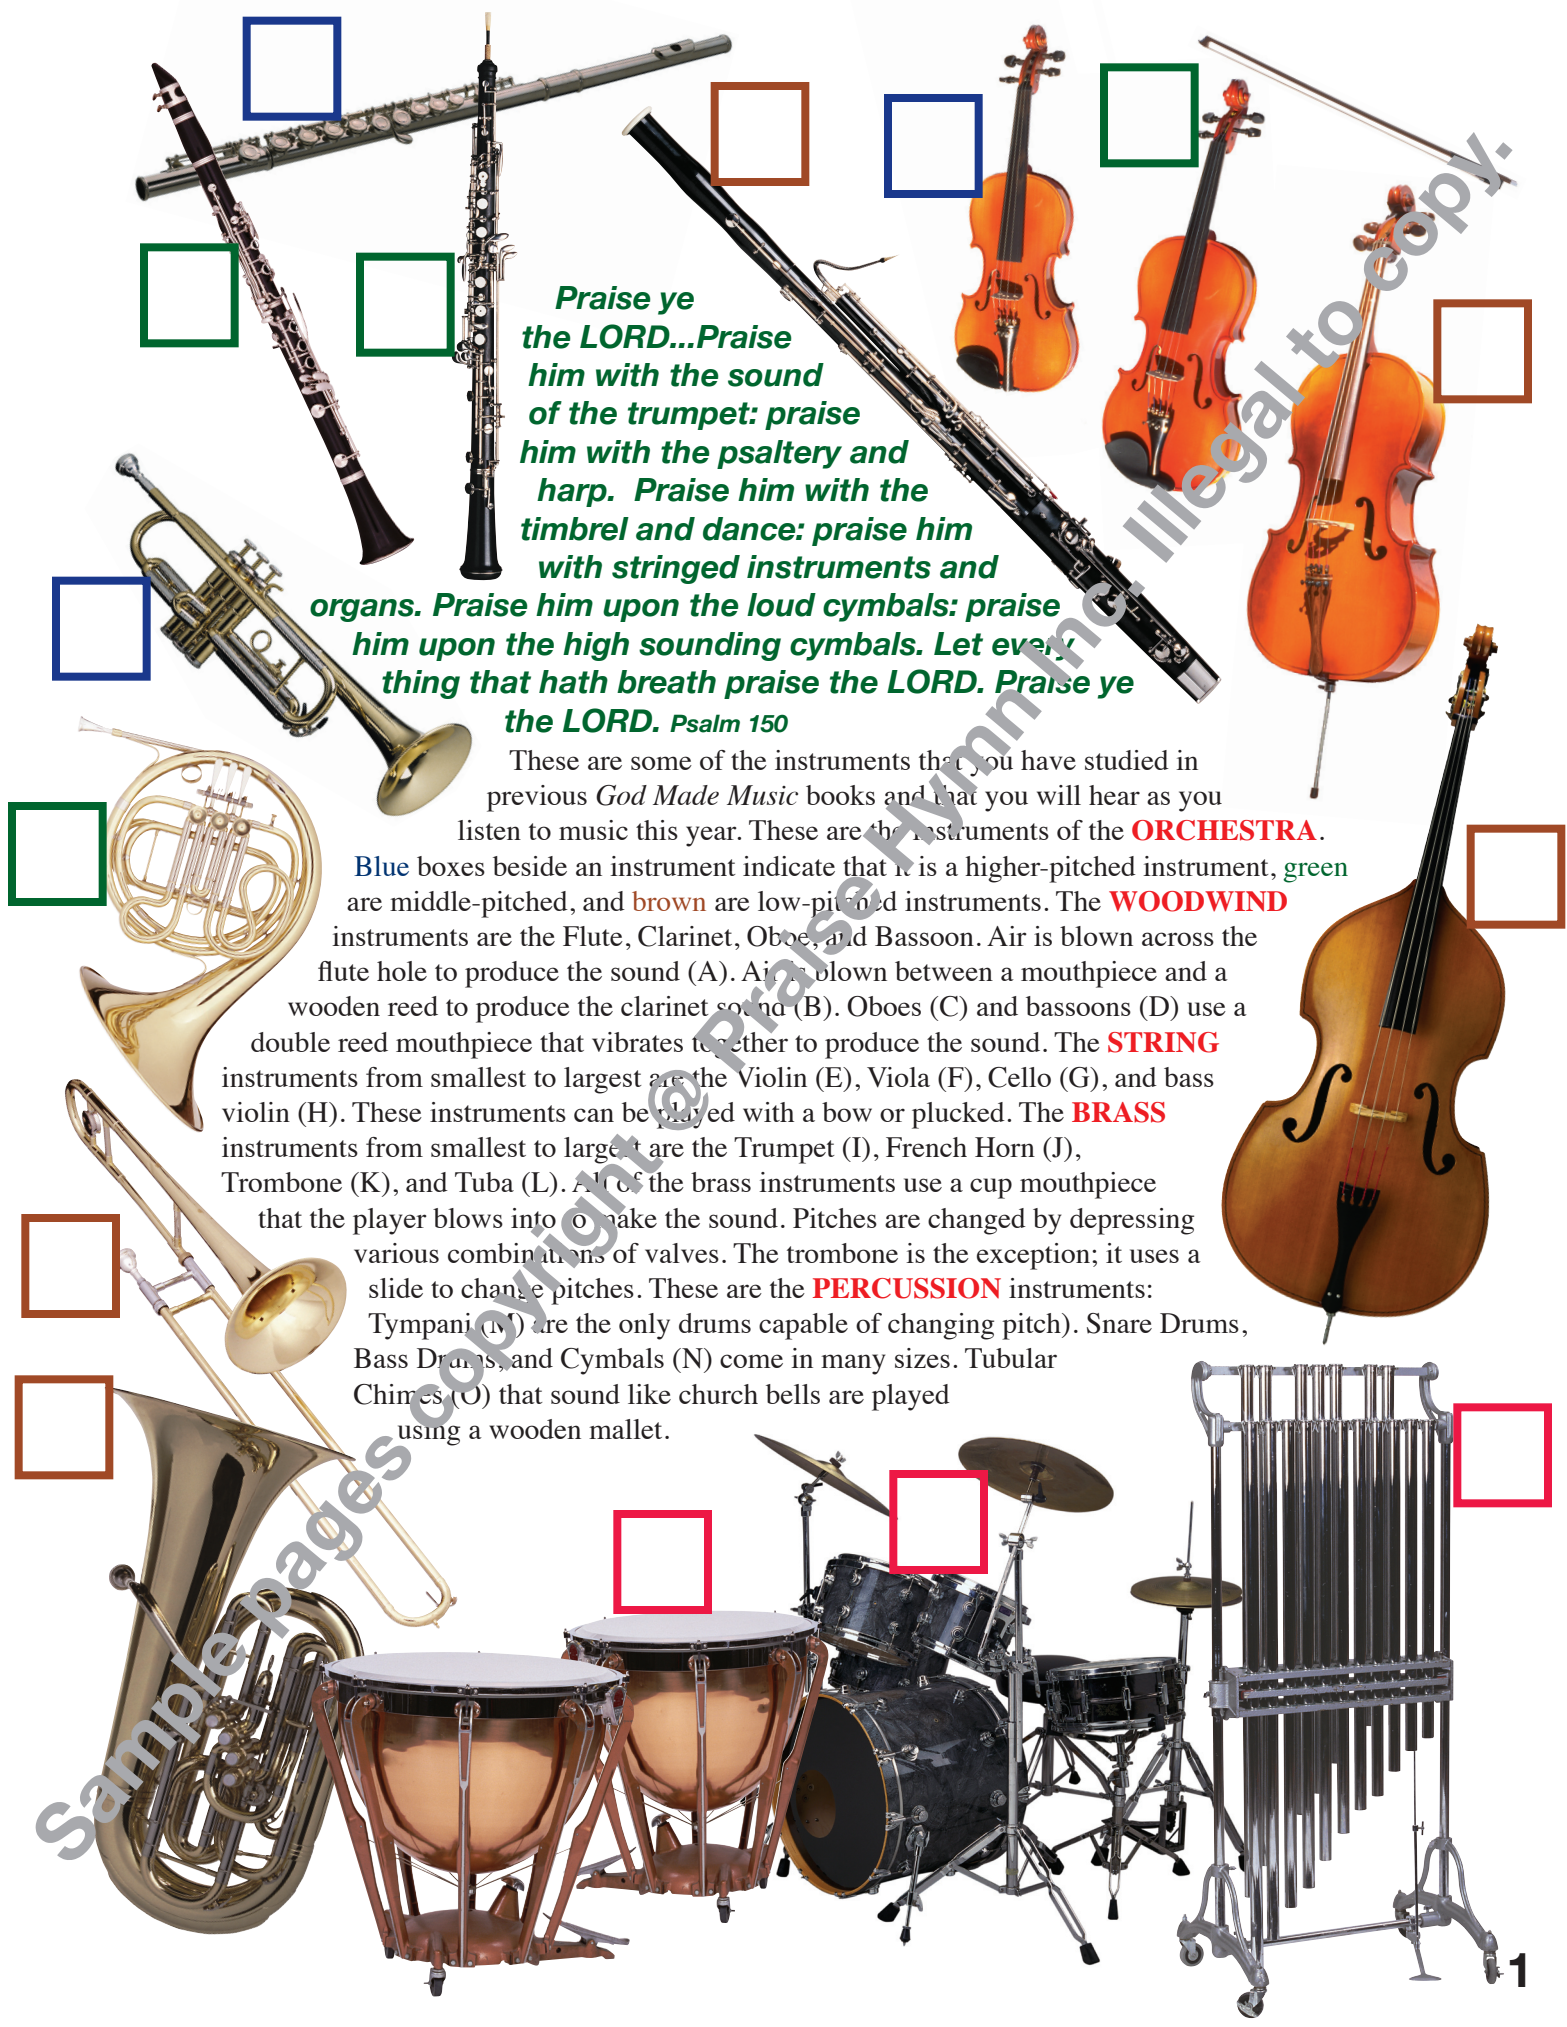 Praise ye
the LORD...Praise
him with the sound
of the trumpet: praise
him with the psaltery and
harp.  Praise him with the
timbrel and dance: praise him
with stringed instruments and
organs. Praise him upon the loud cymbals: praise
him upon the high sounding cymbals. Let every
thing that hath breath praise the LORD. Praise ye
the LORD. Psalm 150
These are some of the instruments that you have studied in
previous God Made Music books and that you will hear as you
listen to music this year. These are the instruments of the ORCHESTRA.
Blue boxes beside an instrument indicate that it is a higher-pitched instrument, green
are middle-pitched, and brown are low-pitched instruments. The WOODWIND
instruments are the Flute, Clarinet, Oboe, and Bassoon. Air is blown across the
flute hole to produce the sound (A). Air is blown between a mouthpiece and a
wooden reed to produce the clarinet sound (B). Oboes (C) and bassoons (D) use a
double reed mouthpiece that vibrates together to produce the sound. The STRING
instruments from smallest to largest are the Violin (E), Viola (F), Cello (G), and bass
violin (H). These instruments can be played with a bow or plucked. The BRASS
instruments from smallest to largest are the Trumpet (I), French Horn (J),
Trombone (K), and Tuba (L). All of the brass instruments use a cup mouthpiece
that the player blows into to make the sound. Pitches are changed by depressing
various combinations of valves. The trombone is the exception; it uses a
slide to change pitches. These are the PERCUSSION instruments:
Tympani (M) are the only drums capable of changing pitch). Snare Drums,
Bass Drums, and Cymbals (N) come in many sizes. Tubular
Chimes (O) that sound like church bells are played
using a wooden mallet.
Sample pages copyright @ Praise Hymn Inc. Illegal to copy.
1